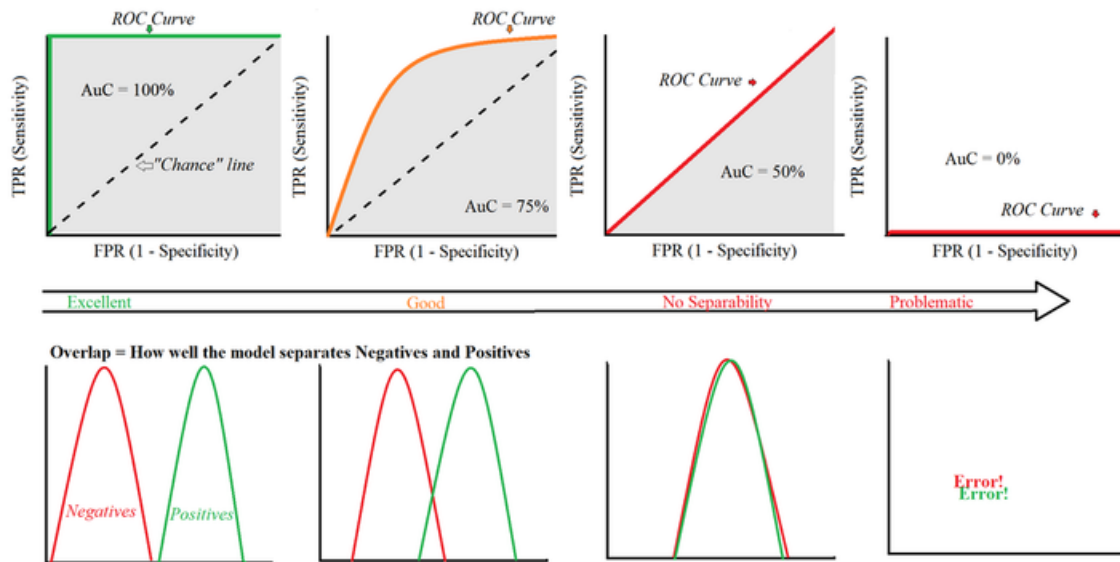 ROC Curve
TPR (Sensitivity)
AuC = 100%
"Chance" line
FPR (1 - Specificity)
ROC Curve
TPR (Sensitivity)
AuC = 75%
FPR (1 - Specificity)
ROC Curve
TPR (Sensitivity)
AuC = 50%
FPR (1 - Specificity)
TPR (Sensitivity)
AuC = 0%
ROC Curve
FPR (1 - Specificity)
Excellent
Good
No Separability
Problematic
Overlap = How well the model separates Negatives and Positives
Negatives
Positives
Error!
Error!